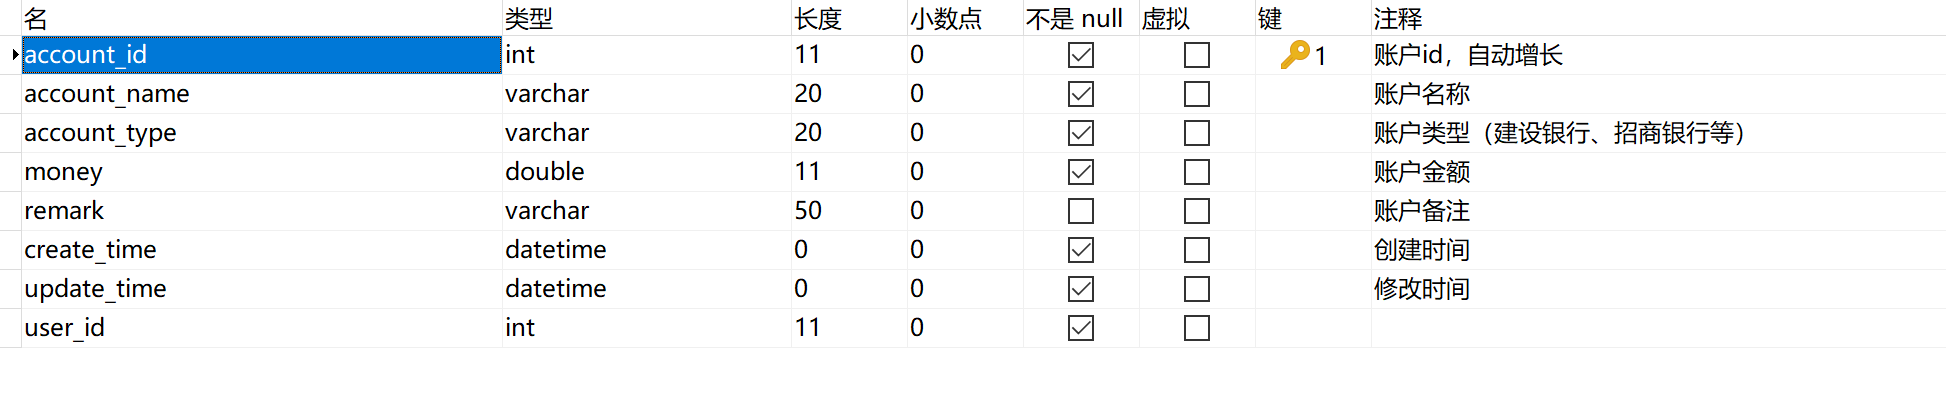 名 类型 长度 小数点 不是 null 虚拟 键 注释
account_id int 11 0 1 账户id，自动增长
account_name varchar 20 0 账户名称
account_type varchar 20 0 账户类型（建设银行、招商银行等）
money double 11 0 账户金额
remark varchar 50 0 账户备注
create_time datetime 0 0 创建时间
update_time datetime 0 0 修改时间
user_id int 11 0